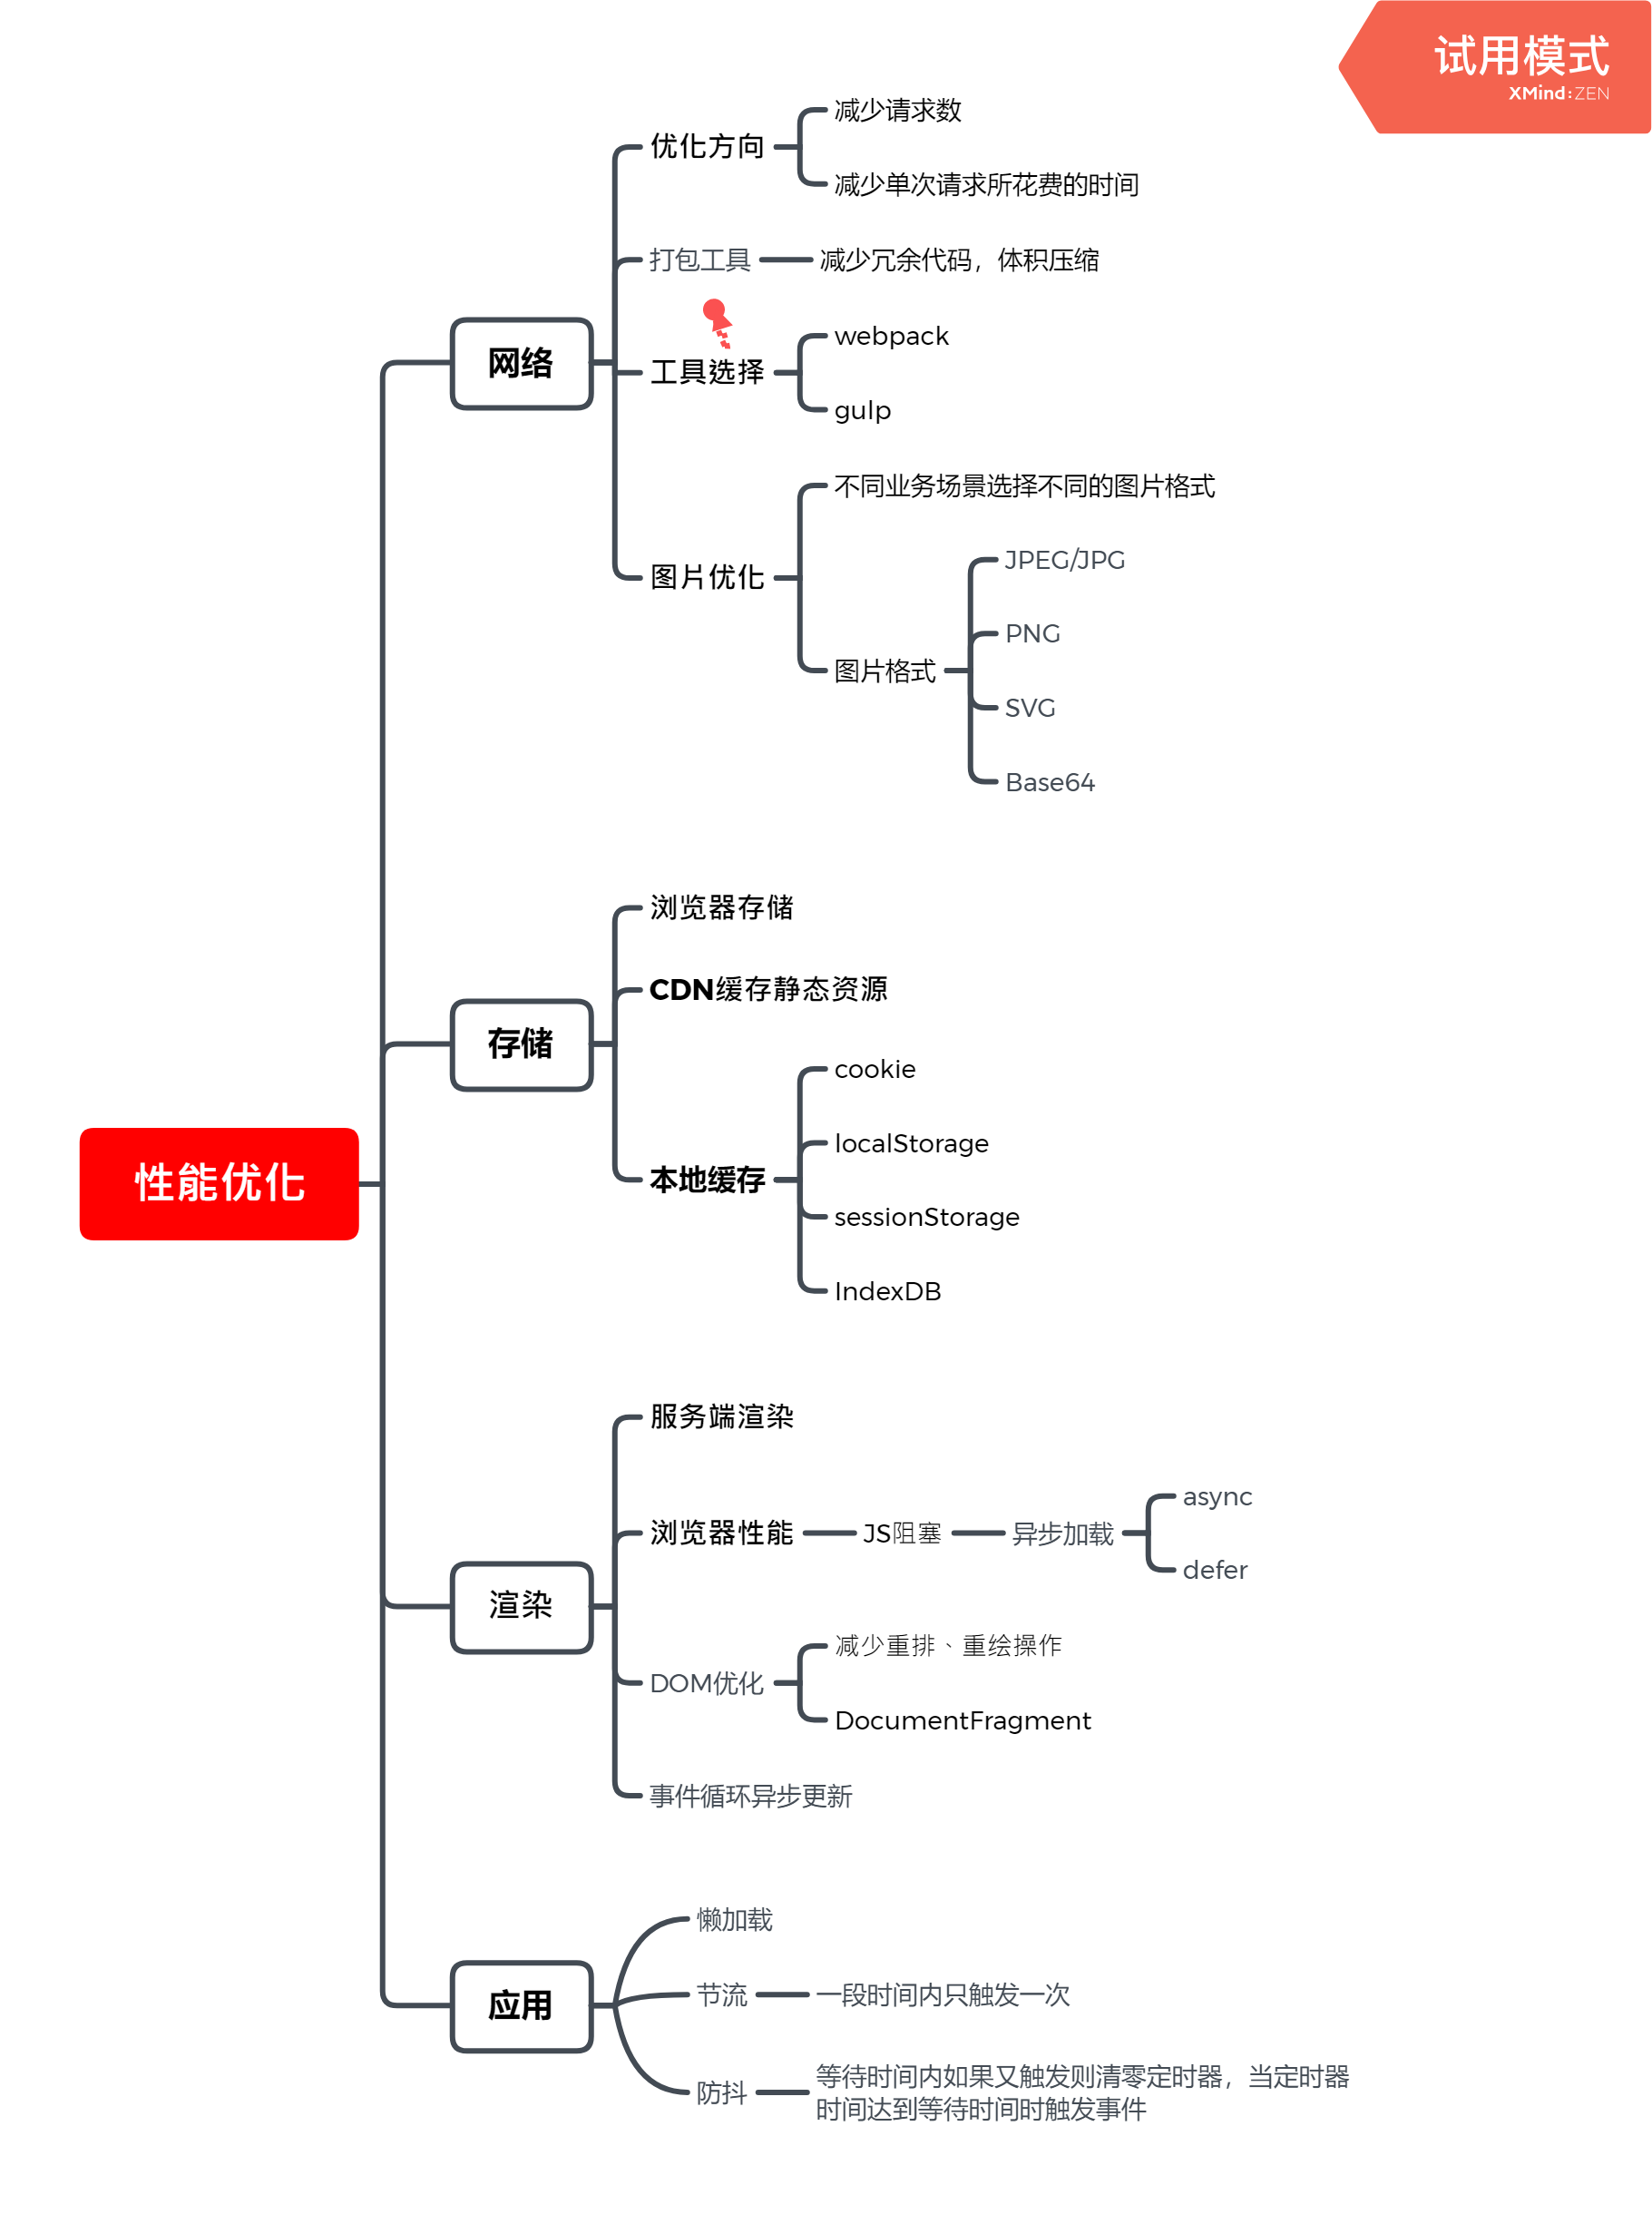 试用模式
XMind:ZEN
减少请求数
优化方向
减少单次请求所花费的时间
打包工具
减少冗余代码，体积压缩
网络
webpack
工具选择
gulp
不同业务场景选择不同的图片格式
图片优化
JPEG/JPG
PNG
图片格式
SVG
Base64
浏览器存储
CDN缓存静态资源
存储
cookie
localStorage
本地缓存
sessionStorage
IndexDB
性能优化
服务端渲染
浏览器性能
JS阻塞
异步加载
async
defer
渲染
减少重排、重绘操作
DOM优化
DocumentFragment
事件循环异步更新
懒加载
应用
节流
一段时间内只触发一次
防抖
等待时间内如果又触发则清零定时器，当定时器
时间达到等待时间时触发事件